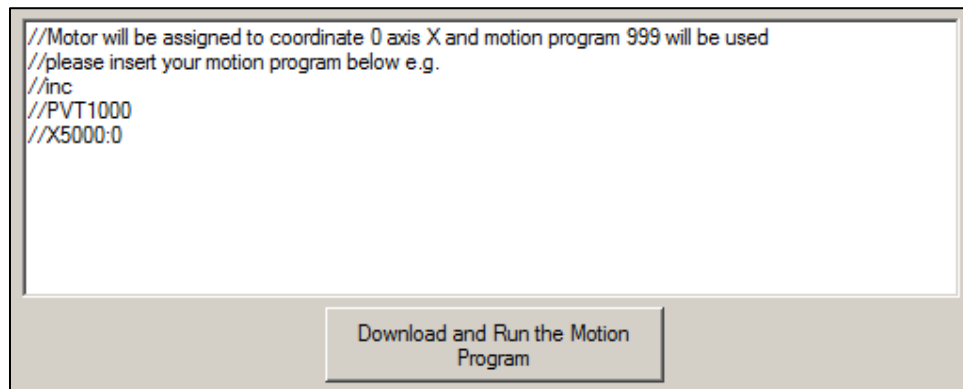 //Motor will be assigned to coordinate 0 axis X and motion program 999 will be used
//please insert your motion program below e.g.
//inc
//PVT1000
//X5000:0
Download and Run the Motion
Program